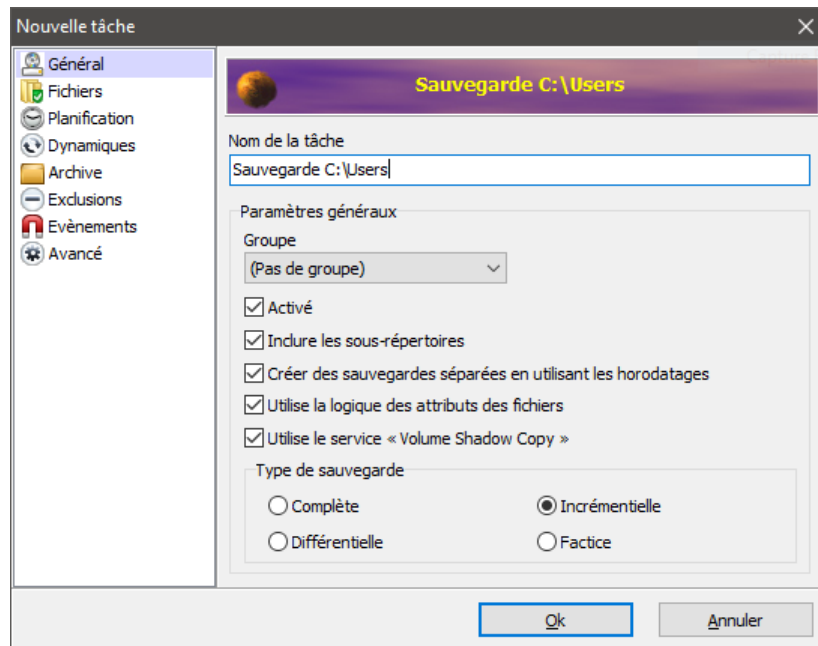 Nouvelle tâche
Général
Fichiers
Planification
Dynamiques
Archive
Exclusions
Evènements
Avancé
Sauvegarde C:\Users
Nom de la tâche
Sauvegarde C:\Users
Paramètres généraux
Groupe
(Pas de groupe)
Activé
Inclure les sous-répertoires
Créer des sauvegardes séparées en utilisant les horodatages
Utilise la logique des attributs des fichiers
Utilise le service « Volume Shadow Copy »
Type de sauvegarde
Complète Incrémentielle
Différentielle Factice
Ok Annuler